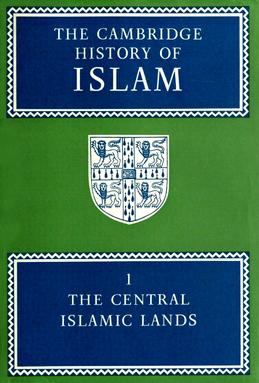 THE CAMBRIDGE
HISTORY OF
ISLAM
1
THE CENTRAL
ISLAMIC LANDS